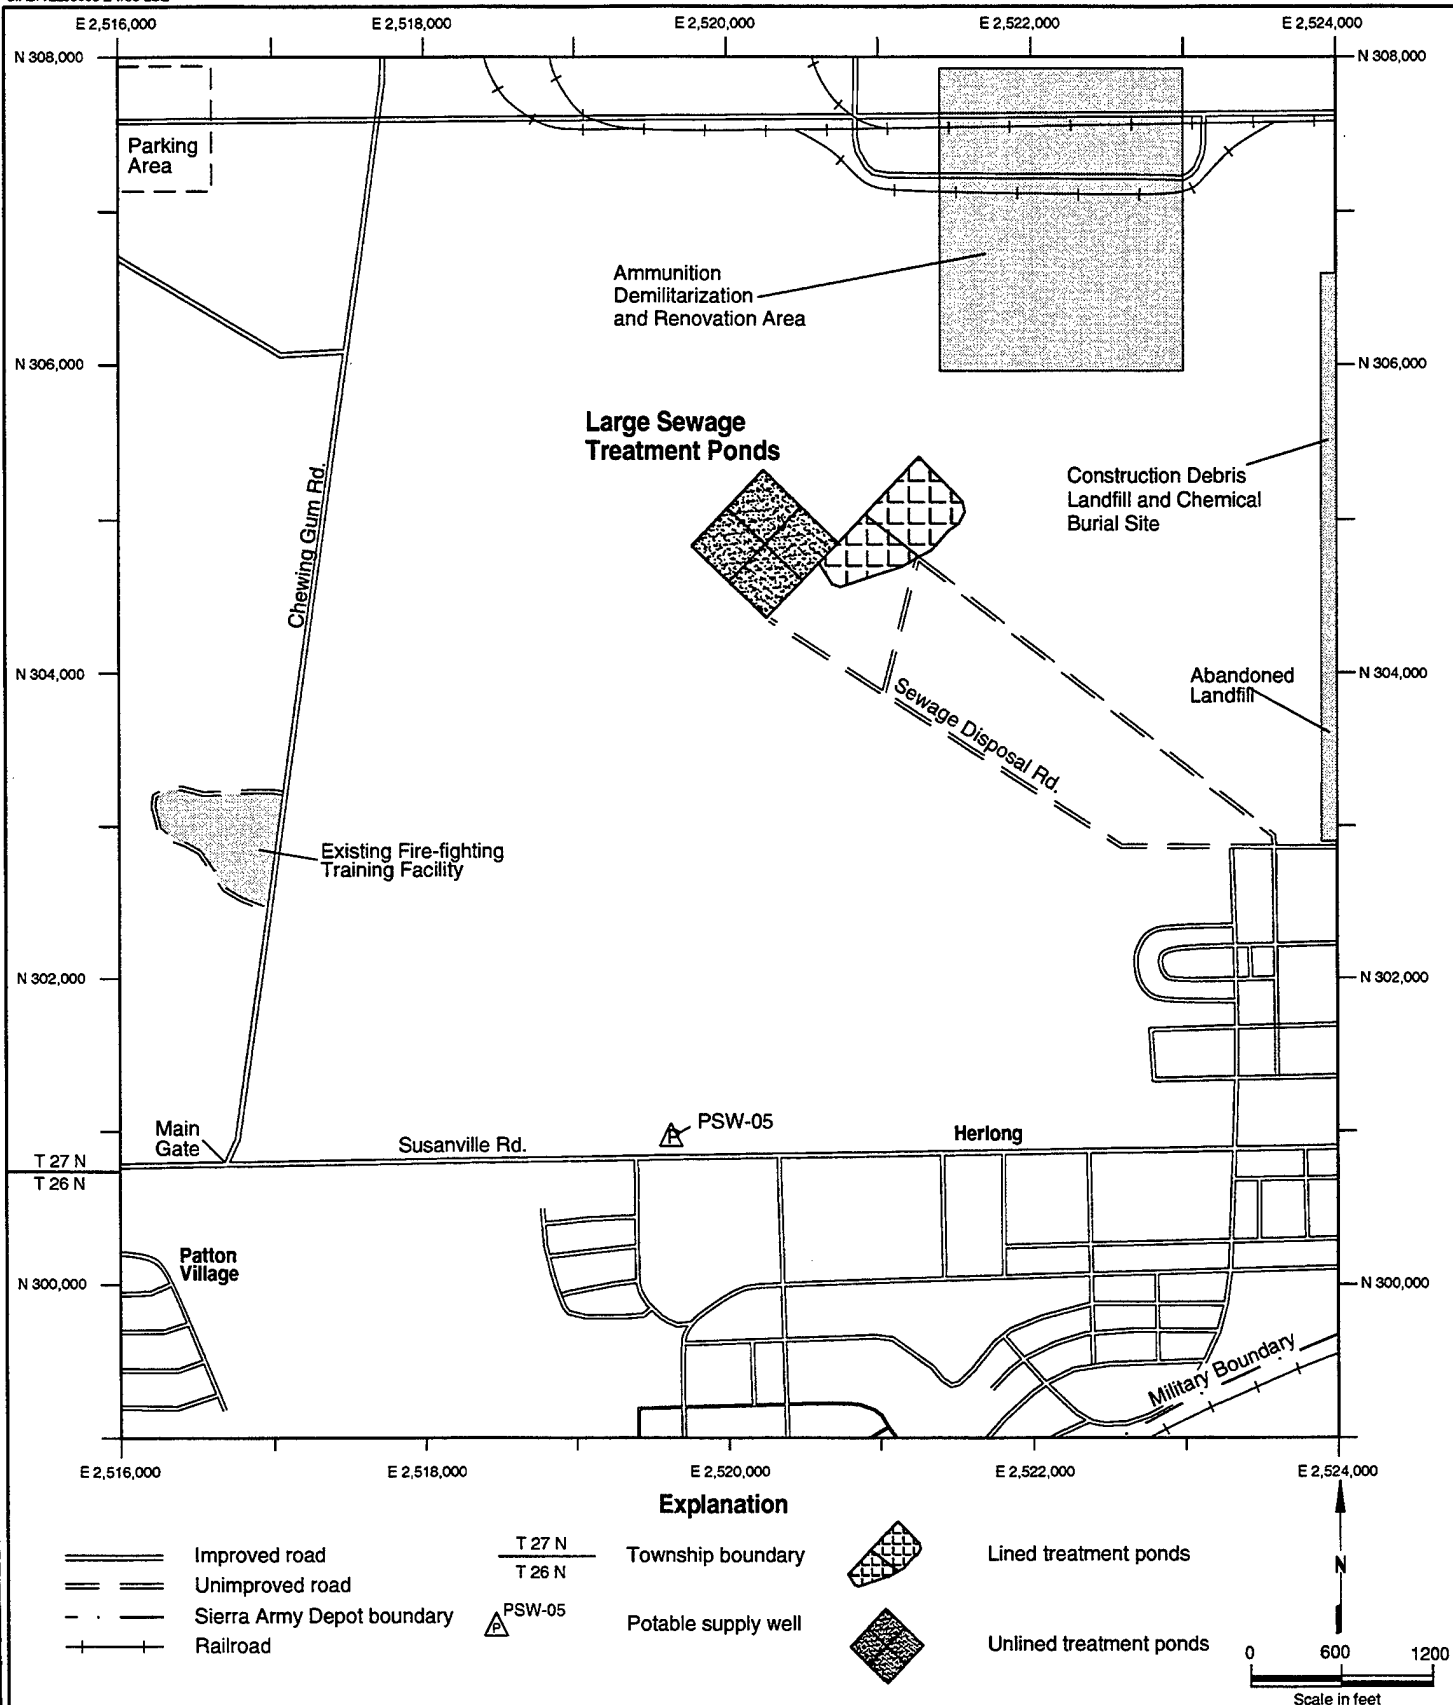 E 2,516,000
E 2,518,000
E 2,520,000
E 2,522,000
E 2,524,000
N 308,000
N 308,000
Parking
Area
Ammunition
Demilitarization
and Renovation Area
N 306,000
N 306,000
Large Sewage
Treatment Ponds
Construction Debris
Landfill and Chemical
Burial Site
Chewing Gum Rd.
N 304,000
N 304,000
Abandoned
Landfill
Sewage Disposal Rd.
Existing Fire-fighting
Training Facility
N 302,000
N 302,000
P
PSW-05
Main
Gate
Susanville Rd.
Herlong
T 27 N
T 26 N
Patton
Village
N 300,000
N 300,000
Military Boundary
E 2,516,000
E 2,518,000
E 2,520,000
E 2,522,000
E 2,524,000
Explanation
Improved road
Unimproved road
Sierra Army Depot boundary
Railroad
T 27 N
T 26 N
Township boundary
P
PSW-05
Potable supply well
Lined treatment ponds
Unlined treatment ponds
N
0 600 1200
Scale in feet